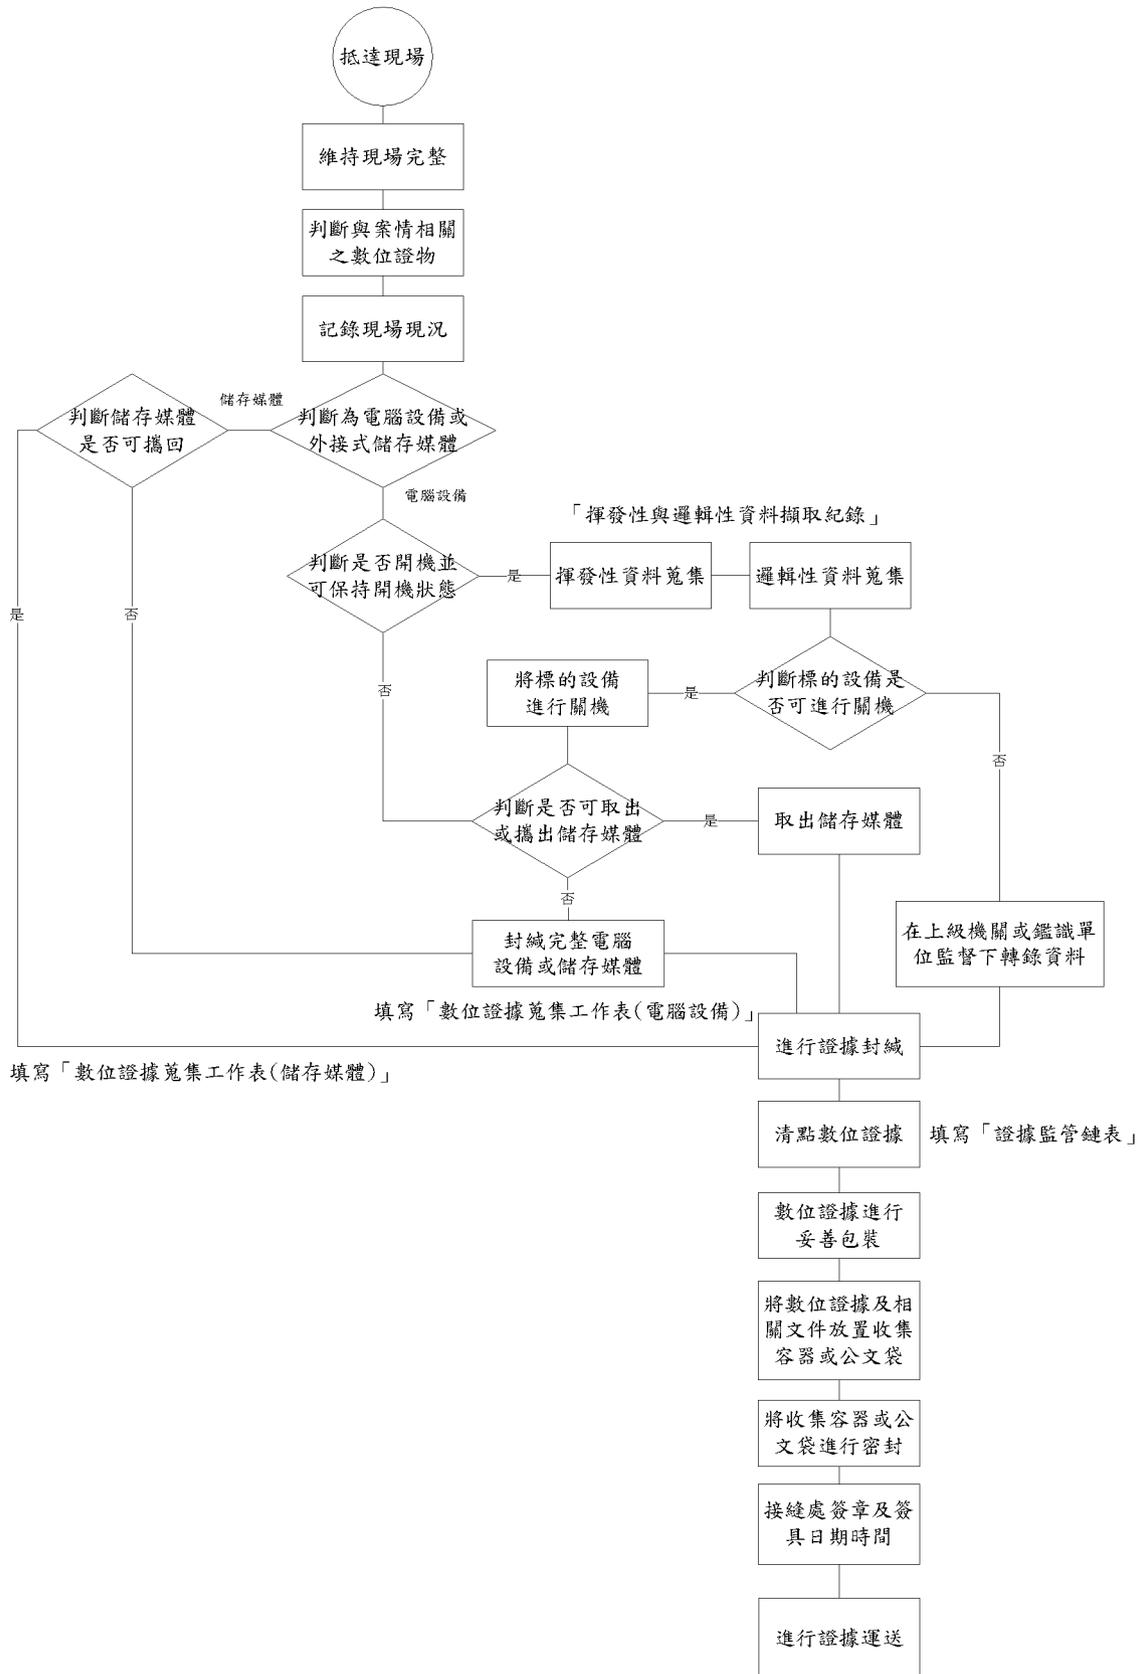 抵達現場
維持現場完整
判斷與案情相關
之數位證物
記錄現場現況
儲存媒體
判斷儲存媒體
是否可攜回
判斷為電腦設備或
外接式儲存媒體
電腦設備
「揮發性與邏輯性資料擷取紀錄」
判斷是否開機並
可保持開機狀態
是
揮發性資料蒐集
邏輯性資料蒐集
是
否
否
將標的設備
進行關機
是
判斷標的設備是
否可進行關機
否
判斷是否可取出
或攜出儲存媒體
是
取出儲存媒體
否
封緘完整電腦
設備或儲存媒體
在上級機關或鑑識單
位監督下轉錄資料
填寫「數位證據蒐集工作表(電腦設備)」
進行證據封緘
填寫「數位證據蒐集工作表(儲存媒體)」
清點數位證據
填寫「證據監管鏈表」
數位證據進行
妥善包裝
將數位證據及相
關文件放置收集
容器或公文袋
將收集容器或公
文袋進行密封
接縫處簽章及簽
具日期時間
進行證據運送